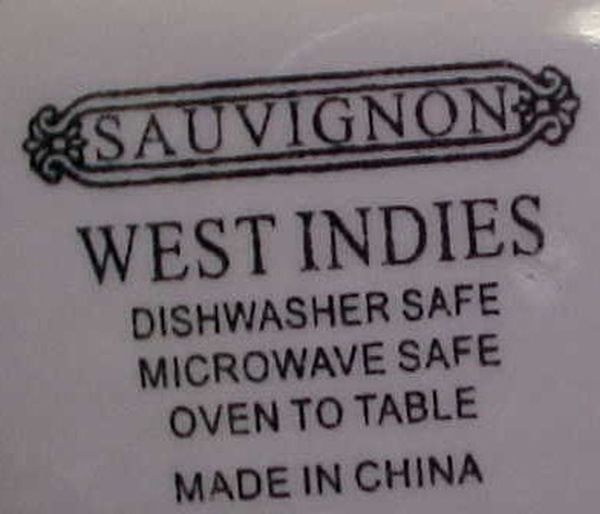 SAUVIGNON
WEST INDIES
DISHWASHER SAFE
MICROWAVE SAFE
OVEN TO TABLE
MADE IN CHINA